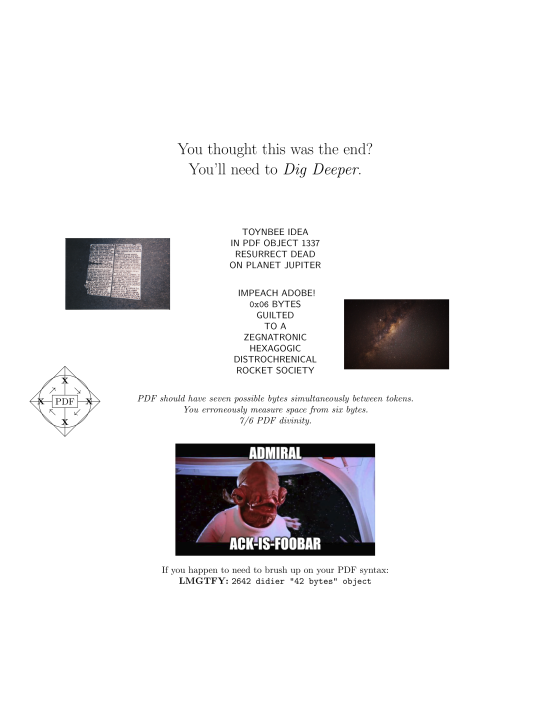 You thought this was the end?
You'll need to Dig Deeper.
TOYNBEE IDEA
IN PDF OBJECT 1337
RESURRECT DEAD
ON PLANET JUPITER
IMPEACH ADOBE!
0x06 BYTES
GUILTED
TO A
ZEGNATRONIC
HEXAGOGIC
DISTROCHRENICAL
ROCKET SOCIETY
X
X PDF X
X
PDF should have seven possible bytes simultaneously between tokens.
You erroneously measure space from six bytes.
7/6 PDF divinity.
ADMIRAL
ACK-IS-FOOBAR
If you happen to need to brush up on your PDF syntax:
LMGTFY: 2642 didier "42 bytes" object